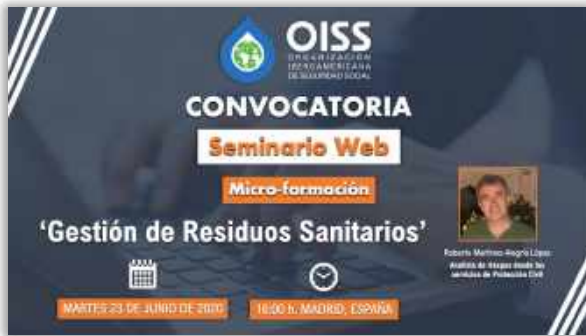 OISS
ORGANIZACIÓN
IBEROAMERICANA
DE SEGURIDAD SOCIAL
CONVOCATORIA
Seminario Web
Micro-formación
‘Gestión de Residuos Sanitarios’
Roberto Martínez-Alegría López
Analista de riesgos desde los
servicios de Protección Civil
MARTES 23 DE JUNIO DE 2020
16:00 h. MADRID, ESPAÑA